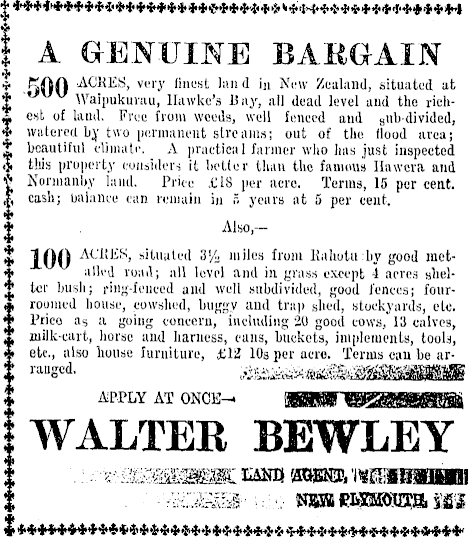 A GENUINE BARGAIN
500 ACRES, very finest land in New Zealand, situated at
Waipukurau, Hawke's Bay, all dead level and the rich-
est of land. Free from weeds, well fenced and sub-divided,
watered by two permanent streams; out of the flood area;
beautiful climate. A practical farmer who has just inspected
this property considers it better than the famous Hawera and
Normanby land. Price £18 per acre. Terms, 15 per cent.
cash; balance can remain in 5 years at 5 per cent.
Also,—
100 ACRES, situated 3½ miles from Rahotu by good met-
alled road; all level and in grass except 4 acres shel-
ter bush; ring-fenced and well subdivided, good fences; four-
roomed house, cowshed, buggy and trap shed, stockyards, etc.
Price as a going concern, including 20 good cows, 13 calves,
milk-cart, horse and harness, cans, buckets, implements, tools,
etc., also house furniture, £12 10s per acre. Terms can be ar-
ranged.
APPLY AT ONCE—
WALTER BEWLEY
LAND AGENT,
NEW PLYMOUTH,